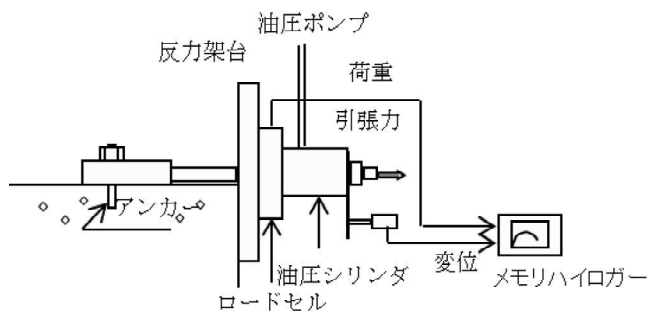 油圧ポンプ
反力架台
荷重
引張力
アンカー
油圧シリンダ
変位
メモリハイロガー
ロードセル